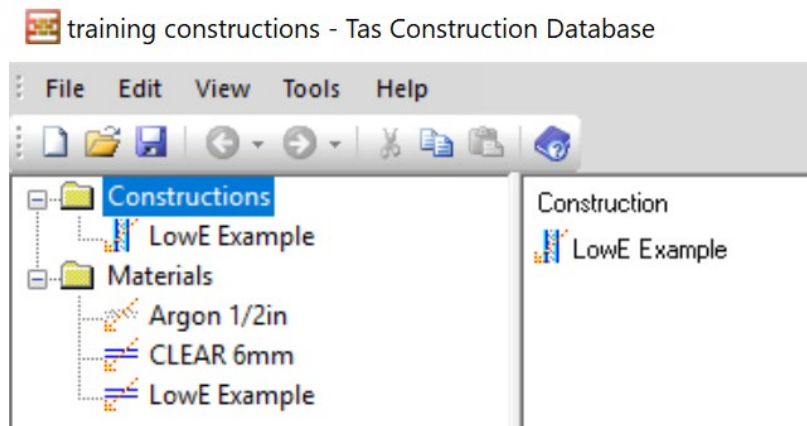 training constructions - Tas Construction Database
File Edit View Tools Help
Constructions
LowE Example
Materials
Argon 1/2in
CLEAR 6mm
LowE Example
Construction
LowE Example